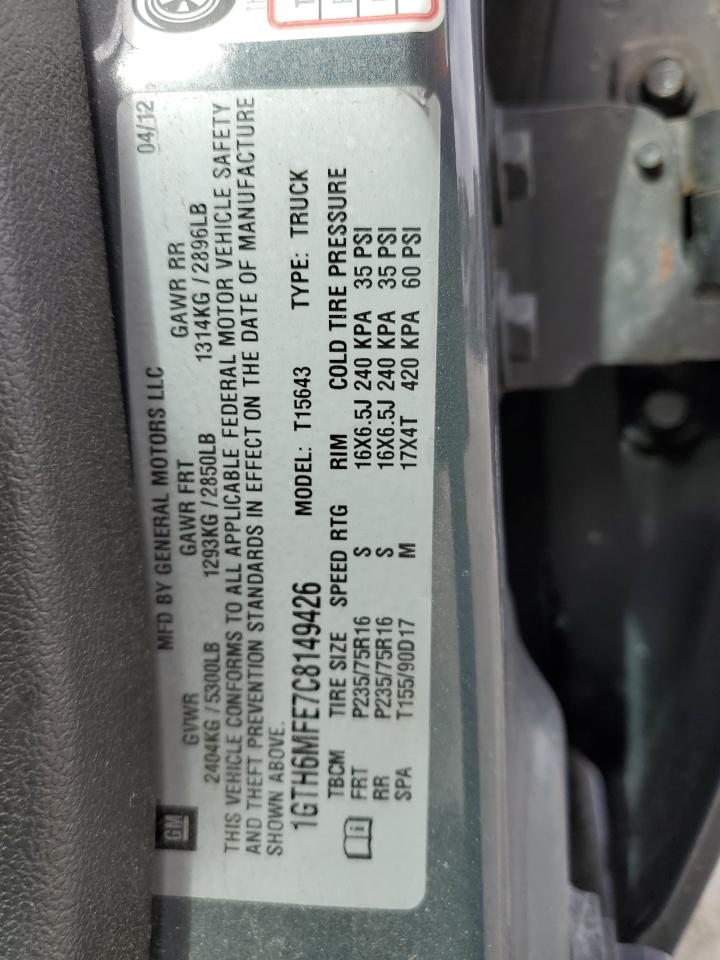 MFD BY GENERAL MOTORS LLC 04/12
GVWR GAWR FRT GAWR RR
2404KG / 5300LB 1293KG / 2850LB 1314KG / 2896LB
THIS VEHICLE CONFORMS TO ALL APPLICABLE FEDERAL MOTOR VEHICLE SAFETY
AND THEFT PREVENTION STANDARDS IN EFFECT ON THE DATE OF MANUFACTURE
SHOWN ABOVE.
GM
1GTH6MFE7C8149426 MODEL: T15643 TYPE: TRUCK
TBCM TIRE SIZE SPEED RTG RIM COLD TIRE PRESSURE
FRT P235/75R16 S 16X6.5J 240 KPA 35 PSI
RR P235/75R16 S 16X6.5J 240 KPA 35 PSI
SPA T155/90D17 M 17X4T 420 KPA 60 PSI